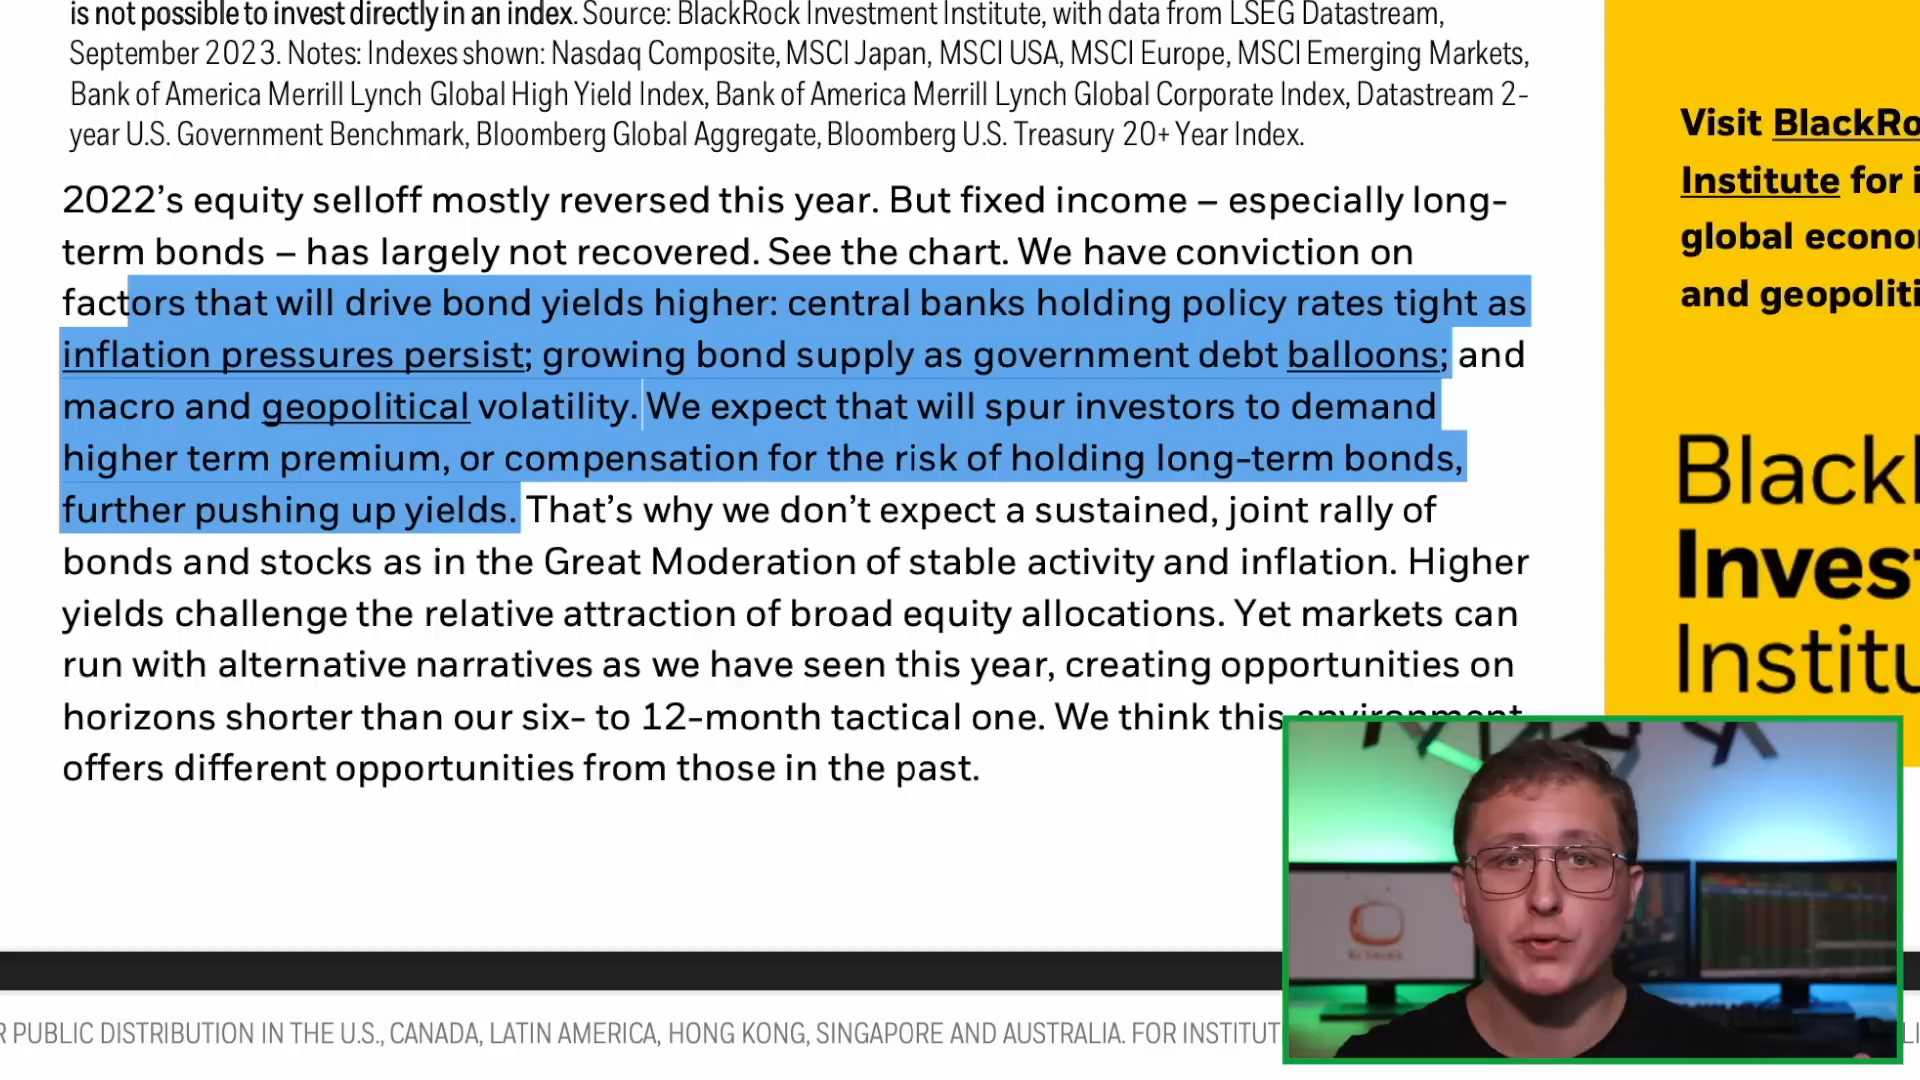 is not possible to invest directly in an index. Source: BlackRock Investment Institute, with data from LSEG Datastream,
September 2023. Notes: Indexes shown: Nasdaq Composite, MSCI Japan, MSCI USA, MSCI Europe, MSCI Emerging Markets,
Bank of America Merrill Lynch Global High Yield Index, Bank of America Merrill Lynch Global Corporate Index, Datastream 2-
year U.S. Government Benchmark, Bloomberg Global Aggregate, Bloomberg U.S. Treasury 20+ Year Index.
2022’s equity selloff mostly reversed this year. But fixed income – especially long-
term bonds – has largely not recovered. See the chart. We have conviction on
factors that will drive bond yields higher: central banks holding policy rates tight as
inflation pressures persist; growing bond supply as government debt balloons; and
macro and geopolitical volatility. We expect that will spur investors to demand
higher term premium, or compensation for the risk of holding long-term bonds,
further pushing up yields. That’s why we don’t expect a sustained, joint rally of
bonds and stocks as in the Great Moderation of stable activity and inflation. Higher
yields challenge the relative attraction of broad equity allocations. Yet markets can
run with alternative narratives as we have seen this year, creating opportunities on
horizons shorter than our six- to 12-month tactical one. We think this environment
offers different opportunities from those in the past.
Visit BlackRo
Institute for i
global econo
and geopoliti
Black
Invest
Institu
R PUBLIC DISTRIBUTION IN THE U.S., CANADA, LATIN AMERICA, HONG KONG, SINGAPORE AND AUSTRALIA. FOR INSTITUT
LI